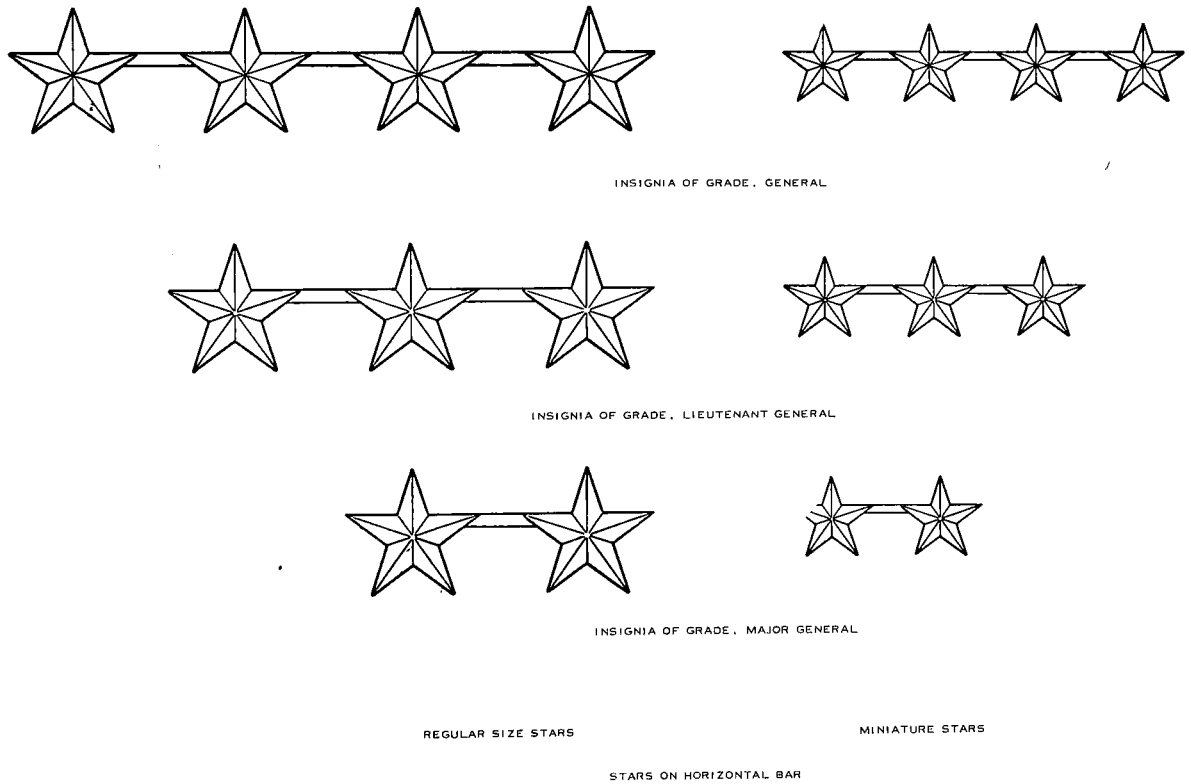 INSIGNIA OF GRADE, GENERAL
INSIGNIA OF GRADE, LIEUTENANT GENERAL
INSIGNIA OF GRADE, MAJOR GENERAL
REGULAR SIZE STARS
MINIATURE STARS
STARS ON HORIZONTAL BAR